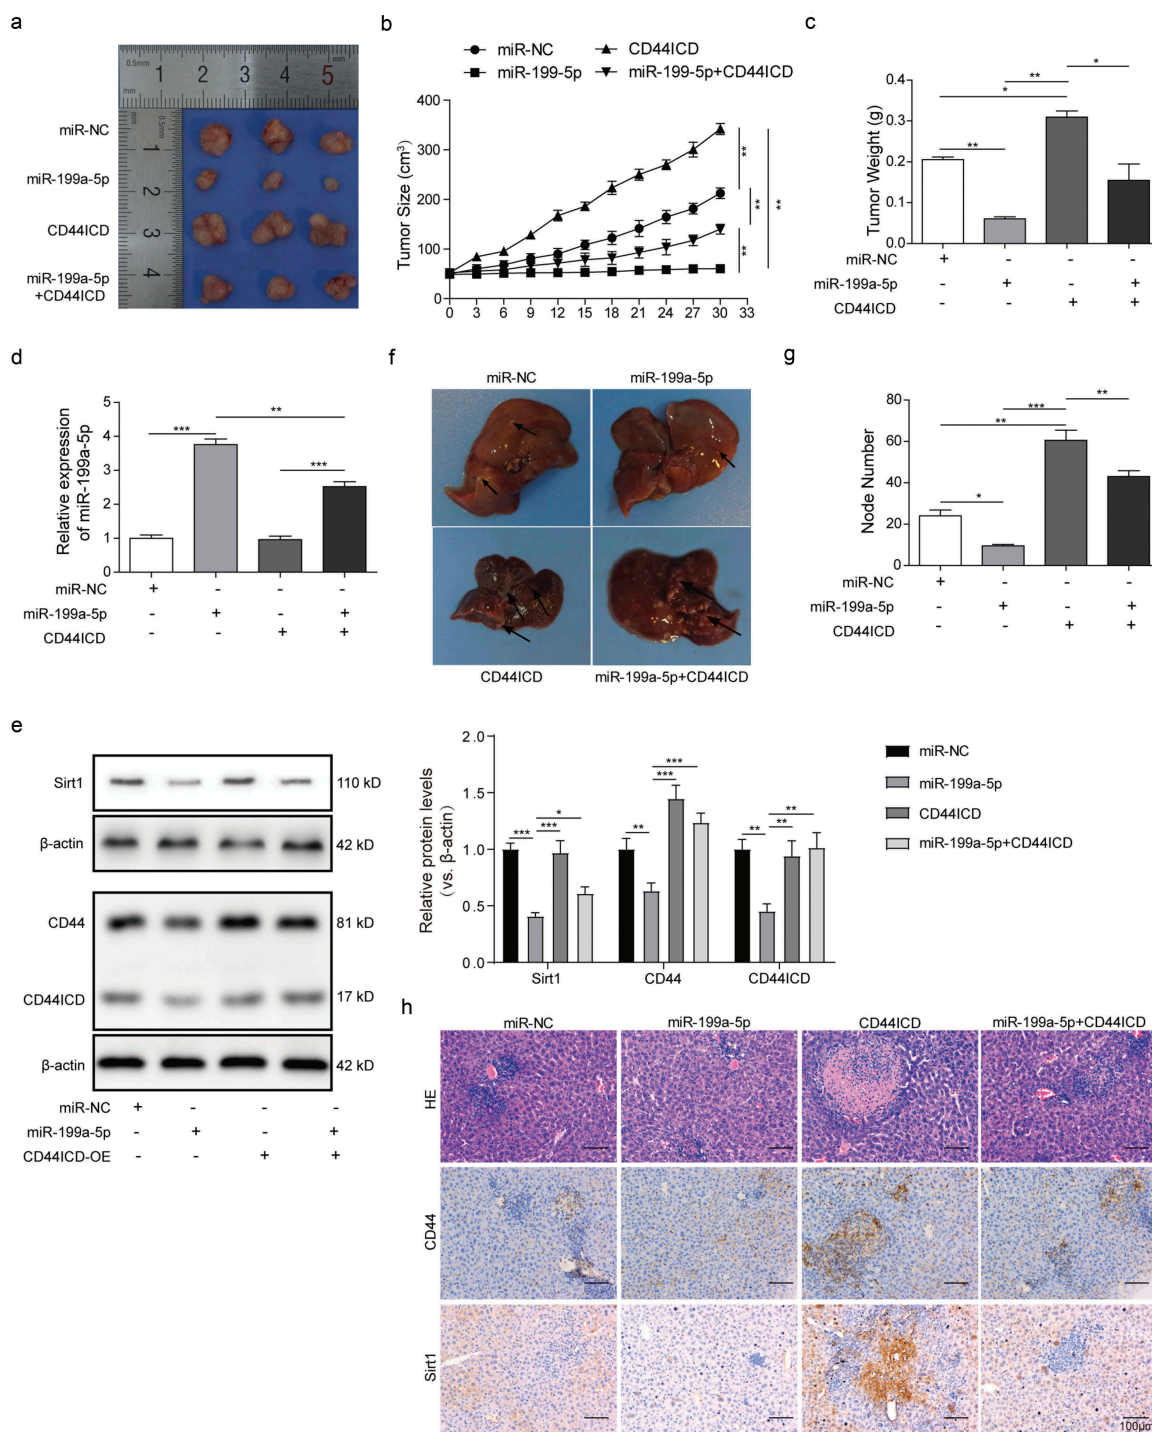 a
0.5mm
1 2 3 4 5
mm
mm
0.5mm
1
2
3
4
miR-NC
miR-199a-5p
CD44ICD
miR-199a-5p
+CD44ICD
b
miR-NC
CD44ICD
miR-199-5p
miR-199-5p+CD44ICD
Tumor Size (cm³)
400
300
200
100
0
0 3 6 9 12 15 18 21 24 27 30 33
** ** ** **
c
Tumor Weight (g)
0.4
0.3
0.2
0.1
0.0
*
**
*
**
miR-NC + - - -
miR-199a-5p - + - +
CD44ICD - - + +
d
Relative expression
of miR-199a-5p
5
4
3
2
1
0
**
***
***
miR-NC + - - -
miR-199a-5p - + - +
CD44ICD - - + +
f
miR-NC miR-199a-5p
CD44ICD miR-199a-5p+CD44ICD
g
Node Number
80
60
40
20
0
**
***
**
*
miR-NC + - - -
miR-199a-5p - + - +
CD44ICD - - + +
e
Sirt1 110 kD
β-actin 42 kD
CD44 81 kD
CD44ICD 17 kD
β-actin 42 kD
miR-NC + - - -
miR-199a-5p - + - +
CD44ICD-OE - - + +
Relative protein levels
(vs. β-actin)
2.0
1.5
1.0
0.5
0.0
*
*** ***
***
***
**
**
** **
Sirt1 CD44 CD44ICD
miR-NC
miR-199a-5p
CD44ICD
miR-199a-5p+CD44ICD
h
miR-NC miR-199a-5p CD44ICD miR-199a-5p+CD44ICD
HE
CD44
Sirt1
100μm